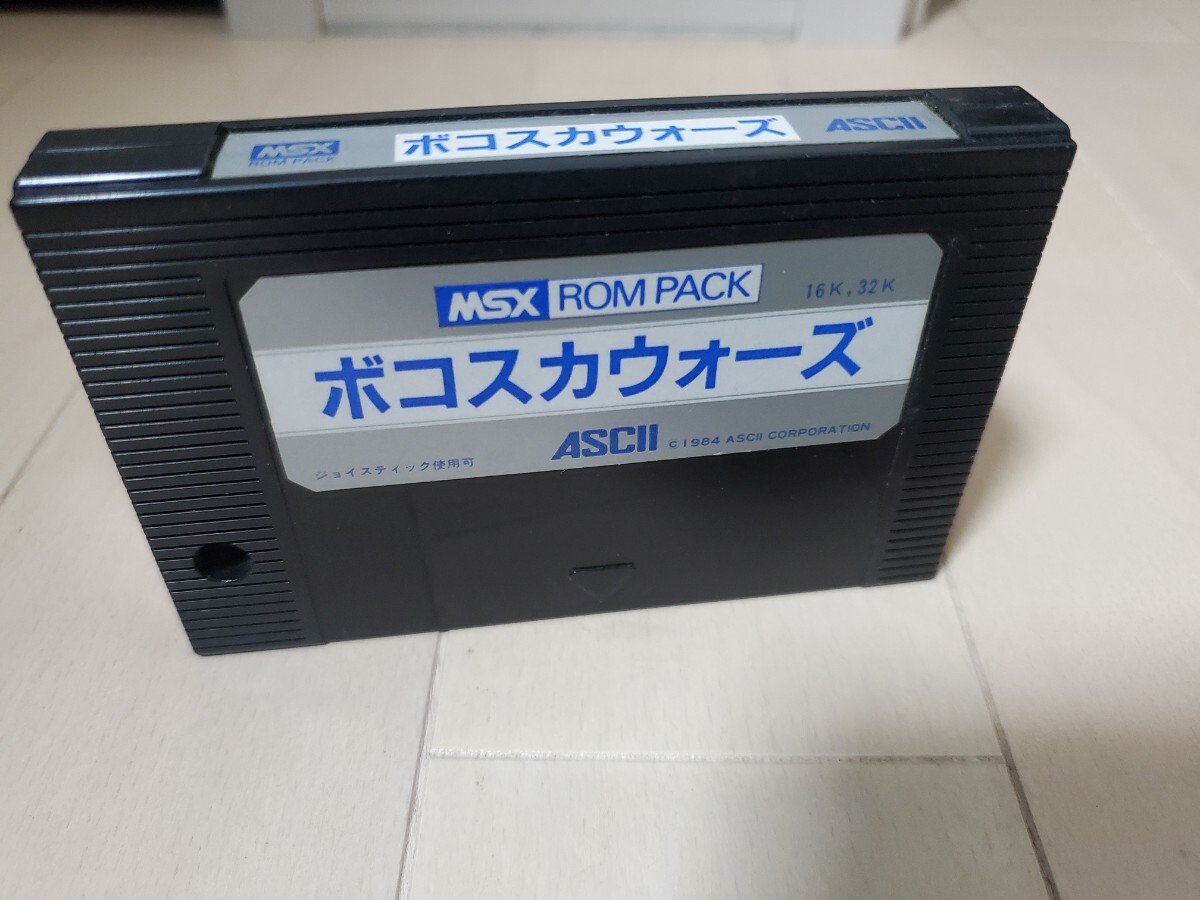 MSX
ROM PACK
ボコスカウォーズ
ASCII
MSX ROM PACK
16K.32K
ボコスカウォーズ
ASCII
C 1984 ASCII CORPORATION
ジョイスティック使用可